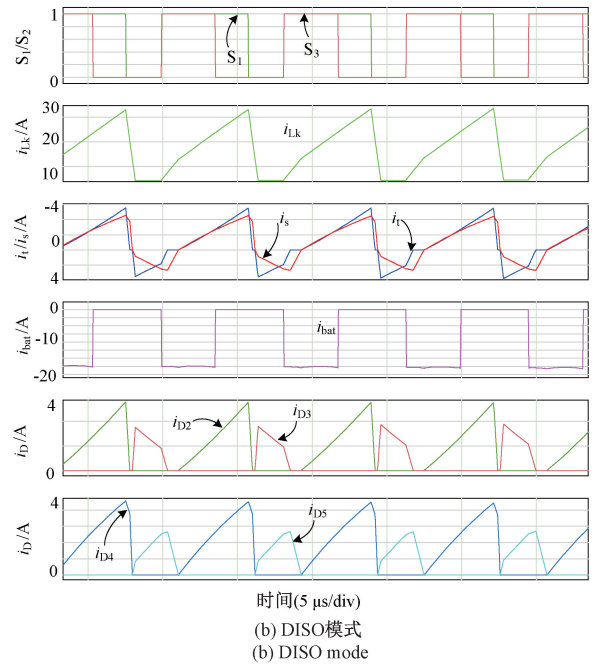 S1/S2
1
0
S1
S3
iLk/A
30
20
10
iLk
it/is/A
-4
0
4
is
it
ibat/A
0
-10
-20
ibat
iD/A
4
0
iD2
iD3
iD/A
4
0
iD4
iD5
时间(5 μs/div)
(b) DISO模式
(b) DISO mode